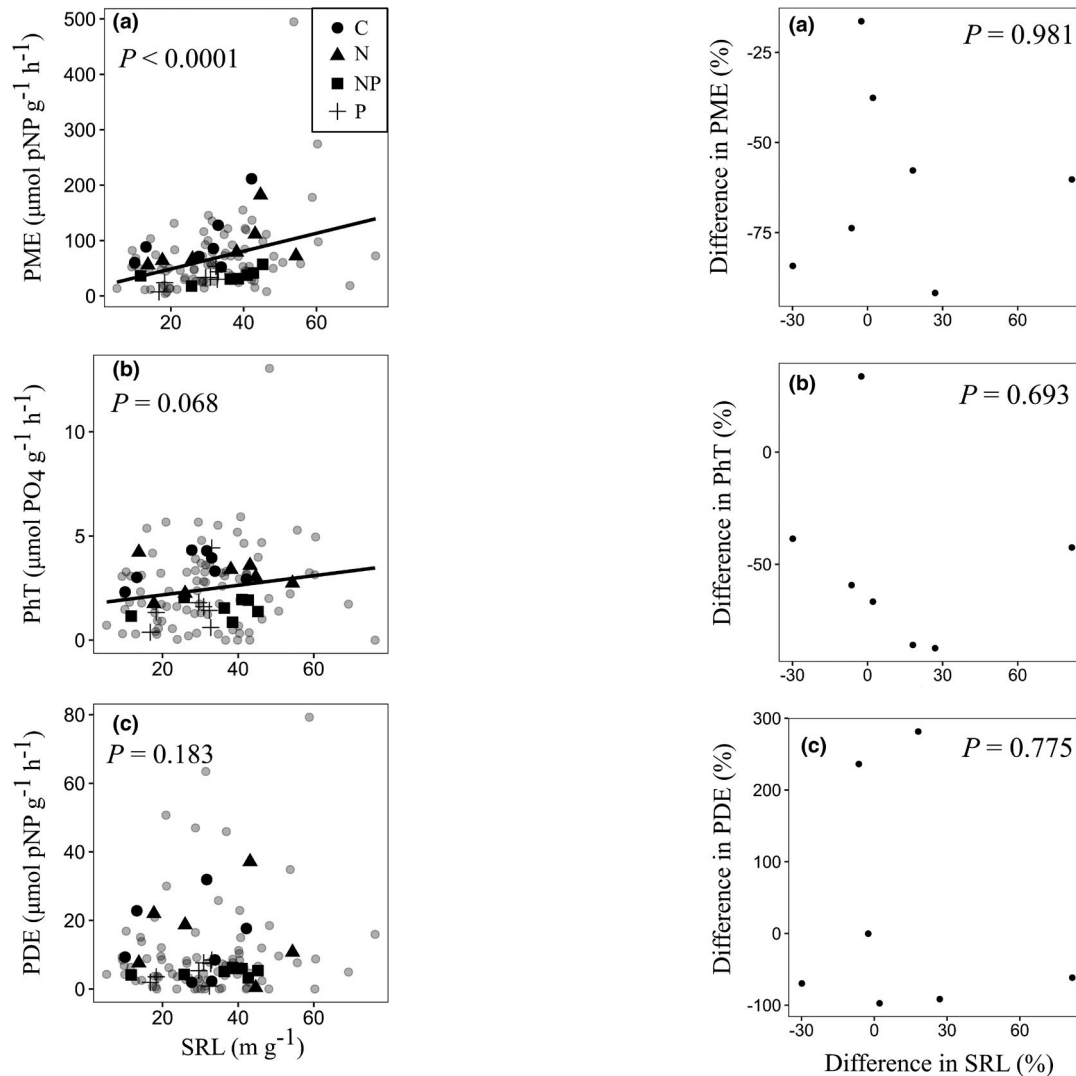 (a)
P < 0.0001
C
N
NP
P
500
400
300
200
100
0
PME (µmol pNP g⁻¹ h⁻¹)
20
40
60
(b)
P = 0.068
10
5
0
PhT (µmol PO₄ g⁻¹ h⁻¹)
20
40
60
(c)
P = 0.183
80
60
40
20
0
PDE (µmol pNP g⁻¹ h⁻¹)
20
40
60
SRL (m g⁻¹)
(a)
P = 0.981
-25
-50
-75
Difference in PME (%)
-30
0
30
60
(b)
P = 0.693
0
-50
Difference in PhT (%)
-30
0
30
60
(c)
P = 0.775
300
200
100
0
-100
Difference in PDE (%)
-30
0
30
60
Difference in SRL (%)